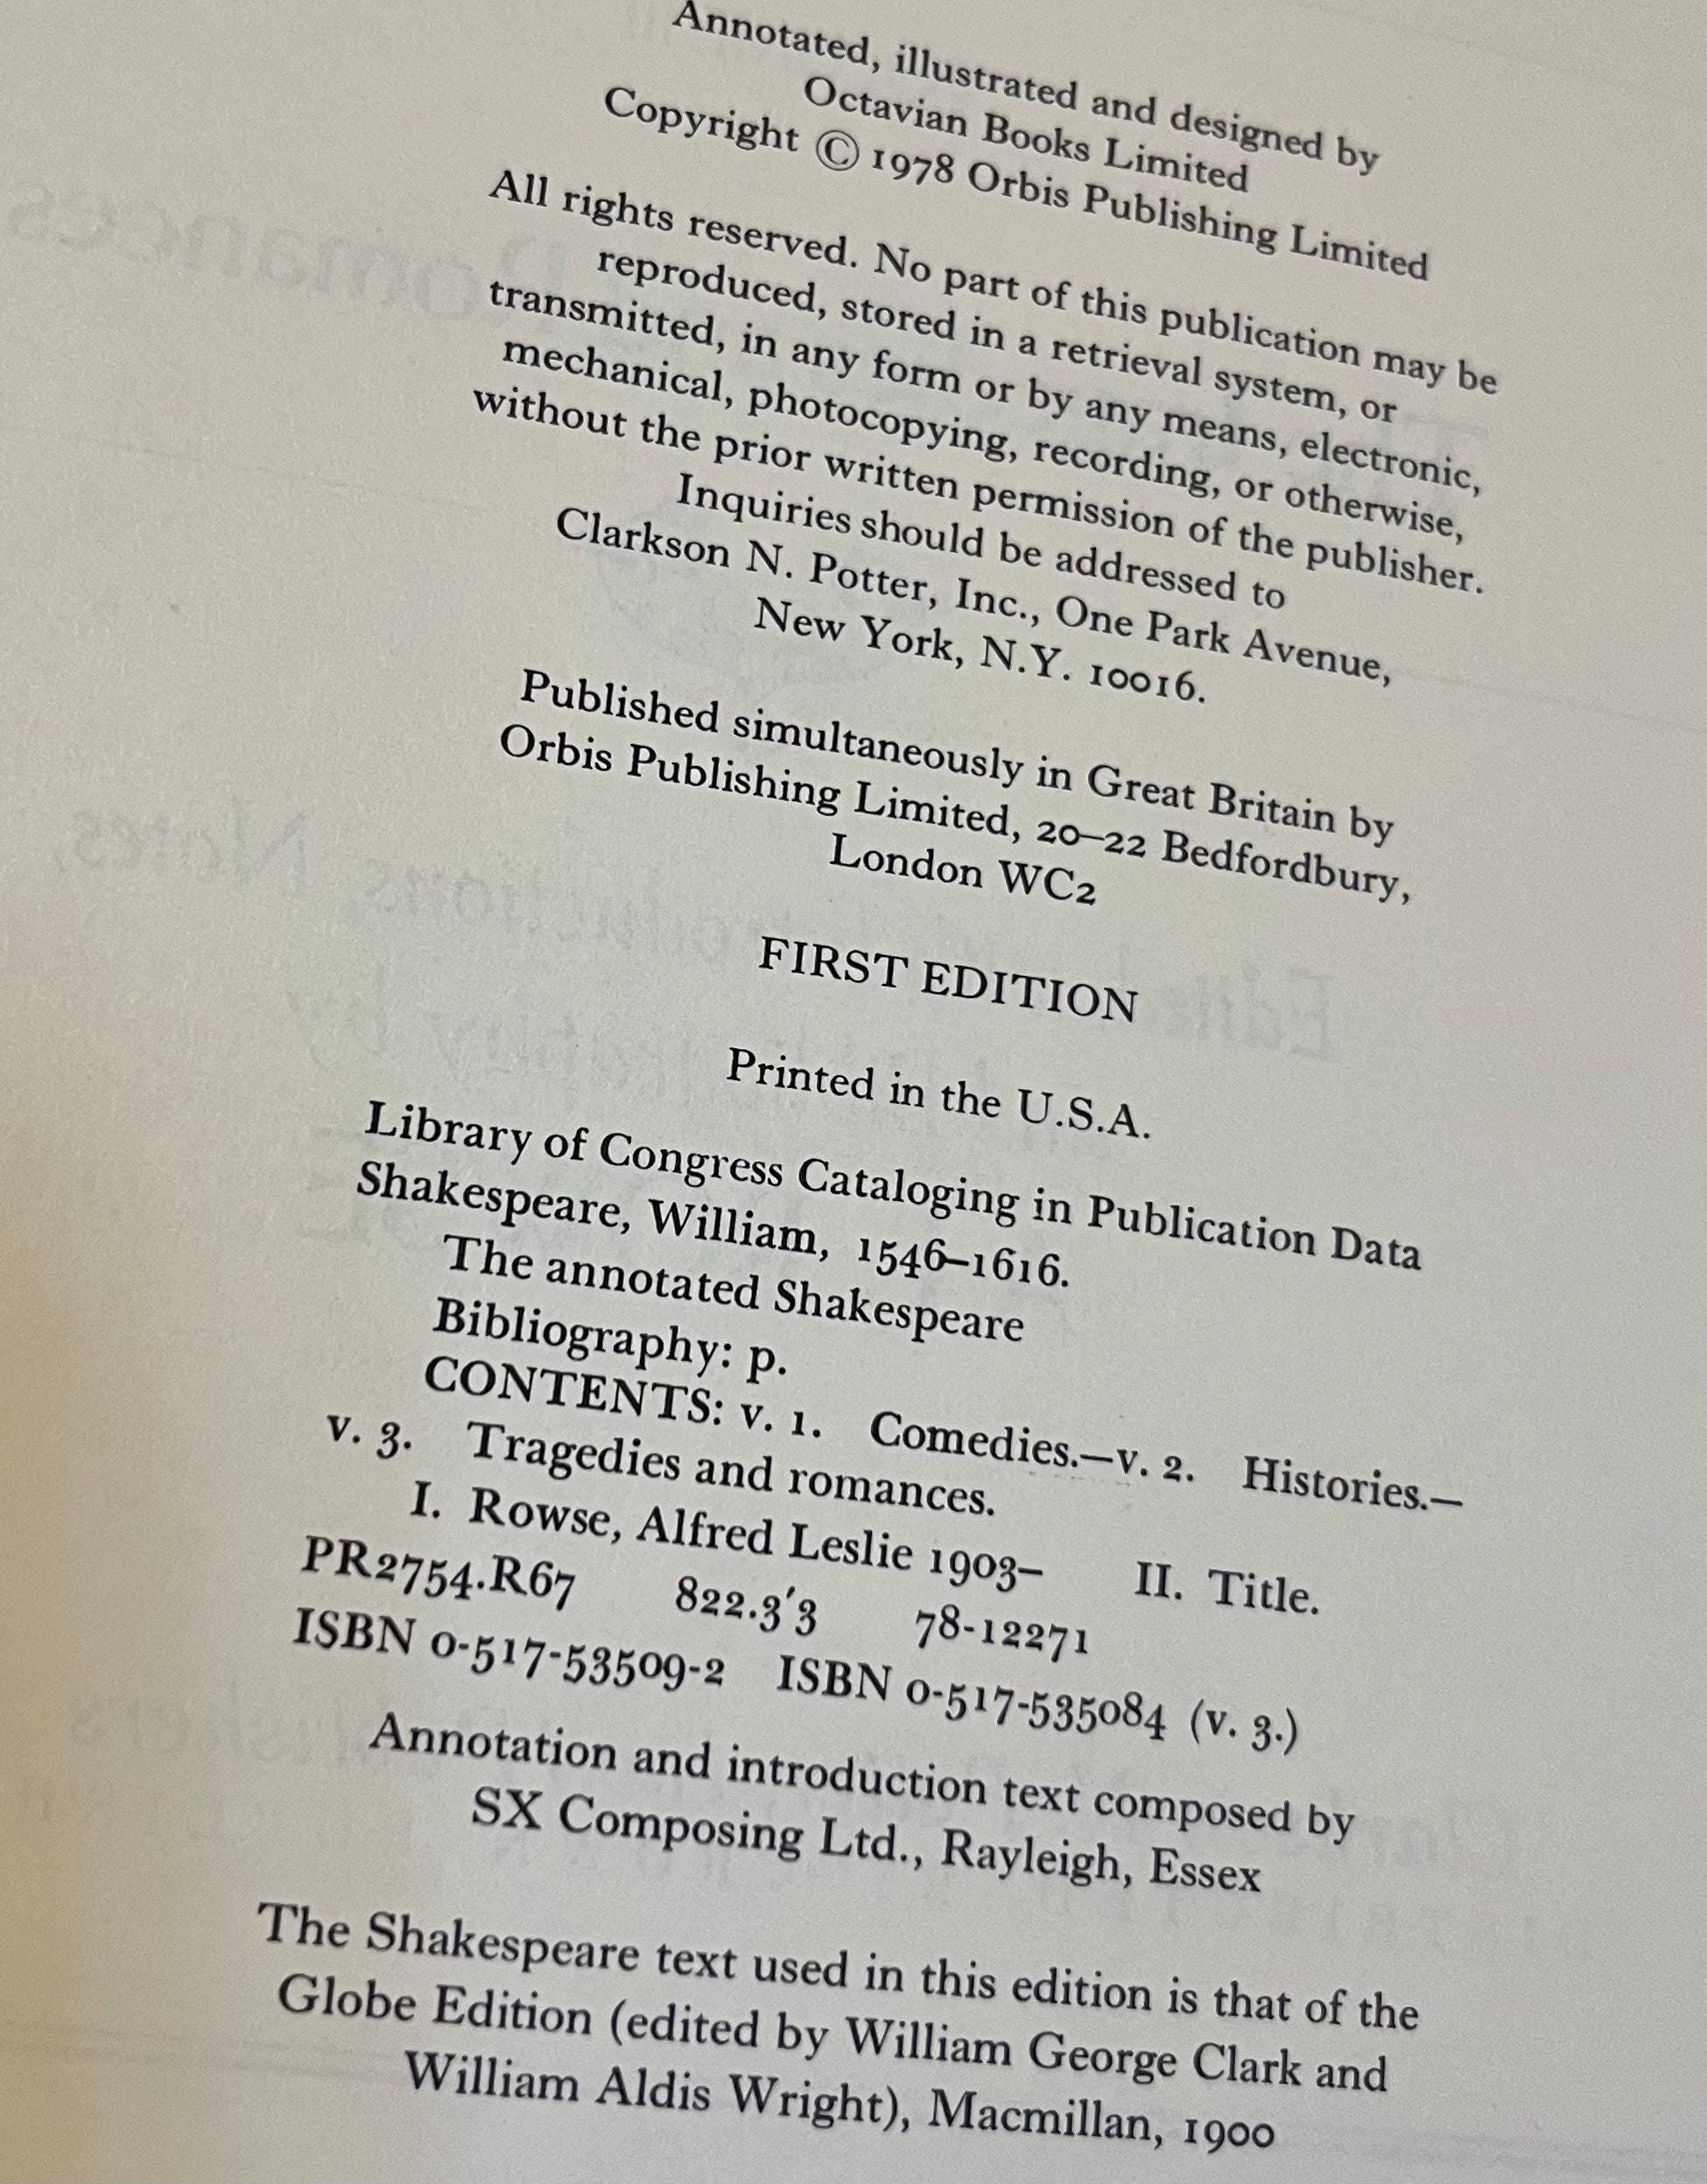 Annotated, illustrated and designed by
Octavian Books Limited
Copyright © 1978 Orbis Publishing Limited
All rights reserved. No part of this publication may be
reproduced, stored in a retrieval system, or
transmitted, in any form or by any means, electronic,
mechanical, photocopying, recording, or otherwise,
without the prior written permission of the publisher.
Inquiries should be addressed to
Clarkson N. Potter, Inc., One Park Avenue,
New York, N.Y. 10016.
Published simultaneously in Great Britain by
Orbis Publishing Limited, 20–22 Bedfordbury,
London WC2
FIRST EDITION
Printed in the U.S.A.
Library of Congress Cataloging in Publication Data
Shakespeare, William, 1546–1616.
The annotated Shakespeare
Bibliography: p.
CONTENTS: v. 1. Comedies.—v. 2. Histories.—
v. 3. Tragedies and romances.
I. Rowse, Alfred Leslie 1903– II. Title.
PR2754.R67 822.3'3 78-12271
ISBN 0-517-53509-2 ISBN 0-517-535084 (v. 3.)
Annotation and introduction text composed by
SX Composing Ltd., Rayleigh, Essex
The Shakespeare text used in this edition is that of the
Globe Edition (edited by William George Clark and
William Aldis Wright), Macmillan, 1900